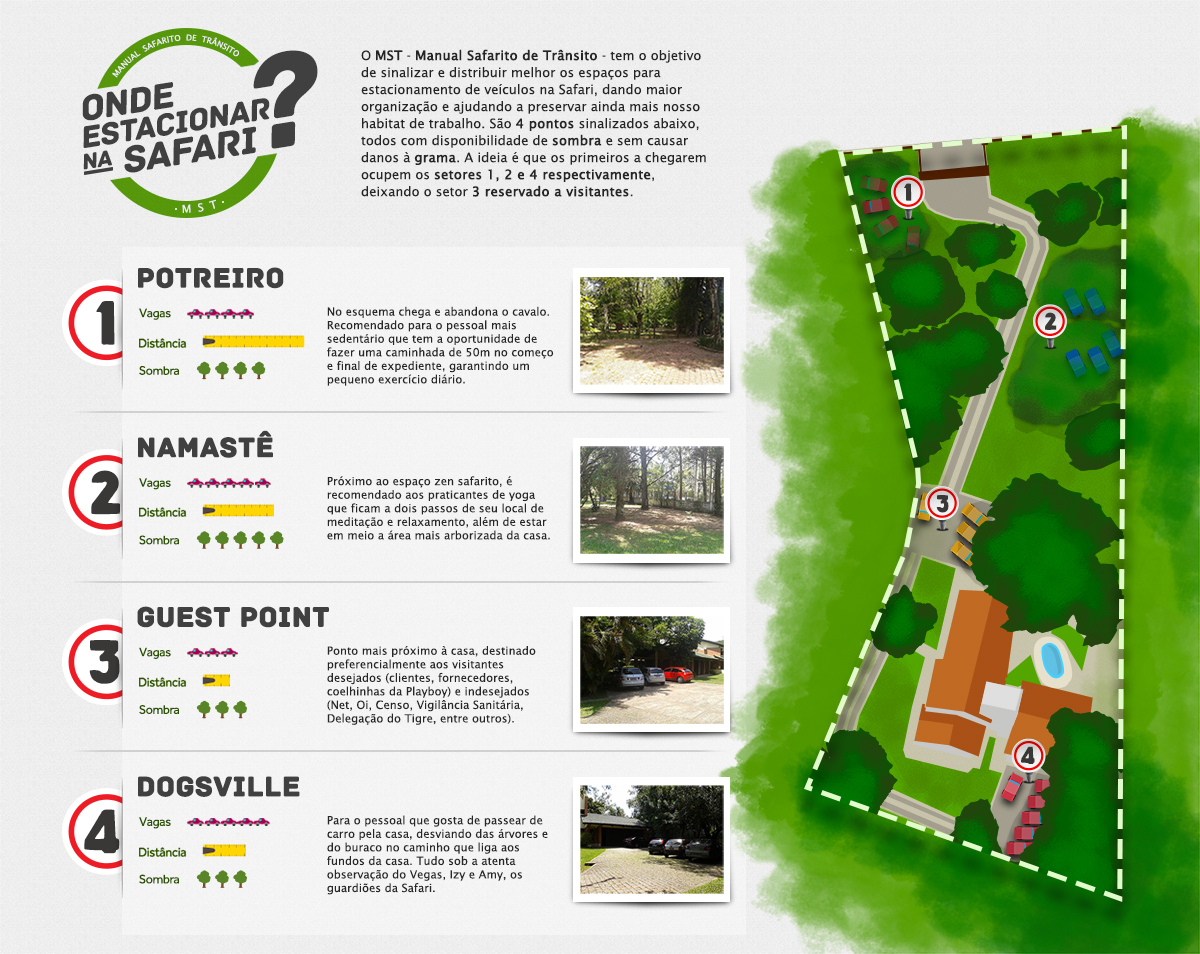 MANUAL SAFARITO DE TRÂNSITO
ONDE
ESTACIONAR
NA SAFARI ?
· MST ·
O MST - Manual Safarito de Trânsito - tem o objetivo
de sinalizar e distribuir melhor os espaços para
estacionamento de veículos na Safari, dando maior
organização e ajudando a preservar ainda mais nosso
habitat de trabalho. São 4 pontos sinalizados abaixo,
todos com disponibilidade de sombra e sem causar
danos à grama. A ideia é que os primeiros a chegarem
ocupem os setores 1, 2 e 4 respectivamente,
deixando o setor 3 reservado a visitantes.
1
POTREIRO
Vagas
Distância
Sombra
No esquema chega e abandona o cavalo.
Recomendado para o pessoal mais
sedentário que tem a oportunidade de
fazer uma caminhada de 50m no começo
e final de expediente, garantindo um
pequeno exercício diário.
2
NAMASTÊ
Vagas
Distância
Sombra
Próximo ao espaço zen safarito, é
recomendado aos praticantes de yoga
que ficam a dois passos de seu local de
meditação e relaxamento, além de estar
em meio a área mais arborizada da casa.
3
GUEST POINT
Vagas
Distância
Sombra
Ponto mais próximo à casa, destinado
preferencialmente aos visitantes
desejados (clientes, fornecedores,
coelhinhas da Playboy) e indesejados
(Net, Oi, Censo, Vigilância Sanitária,
Delegação do Tigre, entre outros).
4
DOGSVILLE
Vagas
Distância
Sombra
Para o pessoal que gosta de passear de
carro pela casa, desviando das árvores e
do buraco no caminho que liga aos
fundos da casa. Tudo sob a atenta
observação do Vegas, Izy e Amy, os
guardiões da Safari.
1
2
3
4